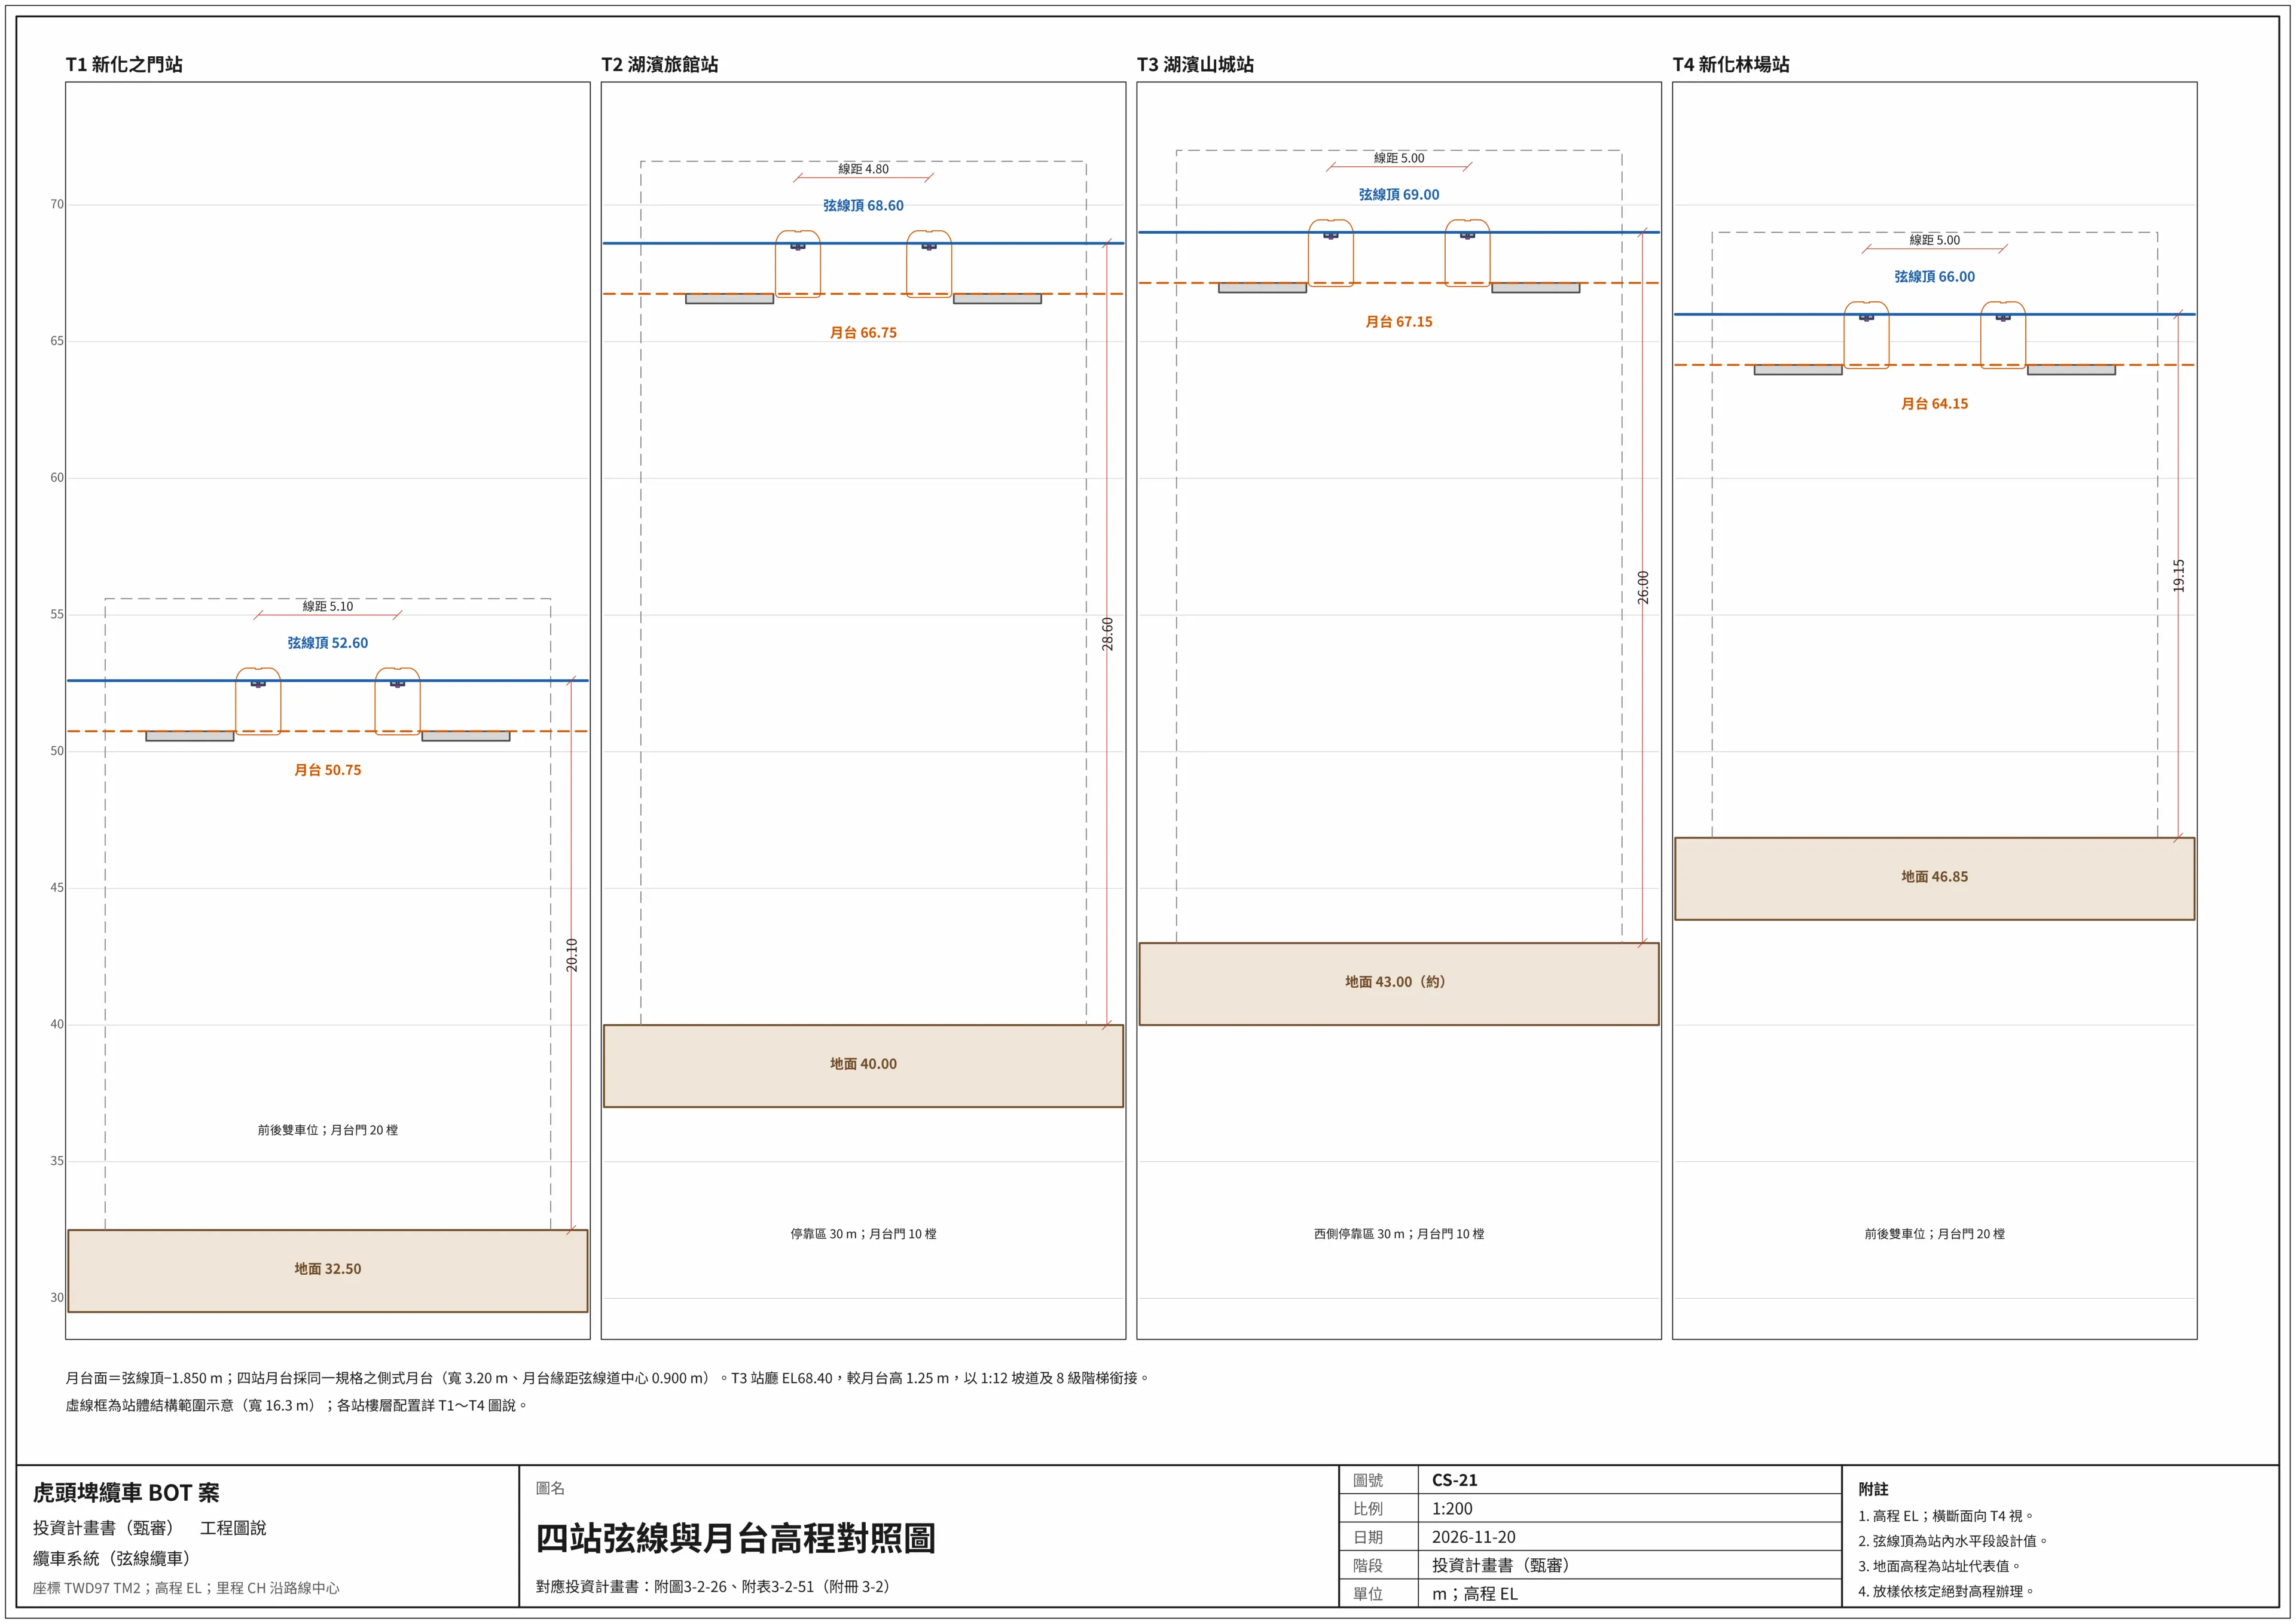 T1 新化之門站
T2 湖濱旅館站
T3 湖濱山城站
T4 新化林場站
70
65
60
55
50
45
40
35
30
線距 5.10
弦線頂 52.60
月台 50.75
20.10
前後雙車位；月台門 20 樘
地面 32.50
線距 4.80
弦線頂 68.60
月台 66.75
28.60
地面 40.00
停靠區 30 m；月台門 10 樘
線距 5.00
弦線頂 69.00
月台 67.15
26.00
地面 43.00（約）
西側停靠區 30 m；月台門 10 樘
線距 5.00
弦線頂 66.00
月台 64.15
19.15
地面 46.85
前後雙車位；月台門 20 樘
月台面＝弦線頂−1.850 m；四站月台採同一規格之側式月台（寬 3.20 m、月台緣距弦線道中心 0.900 m）。T3 站廳 EL68.40，較月台高 1.25 m，以 1:12 坡道及 8 級階梯銜接。
虛線框為站體結構範圍示意（寬 16.3 m）；各站樓層配置詳 T1～T4 圖說。
虎頭埤纜車 BOT 案
投資計畫書（甄審）　工程圖說
纜車系統（弦線纜車）
座標 TWD97 TM2；高程 EL；里程 CH 沿路線中心
圖名
四站弦線與月台高程對照圖
對應投資計畫書：附圖3-2-26、附表3-2-51（附冊 3-2）
圖號 CS-21
比例 1:200
日期 2026-11-20
階段 投資計畫書（甄審）
單位 m；高程 EL
附註
1. 高程 EL；橫斷面向 T4 視。
2. 弦線頂為站內水平段設計值。
3. 地面高程為站址代表值。
4. 放樣依核定絕對高程辦理。